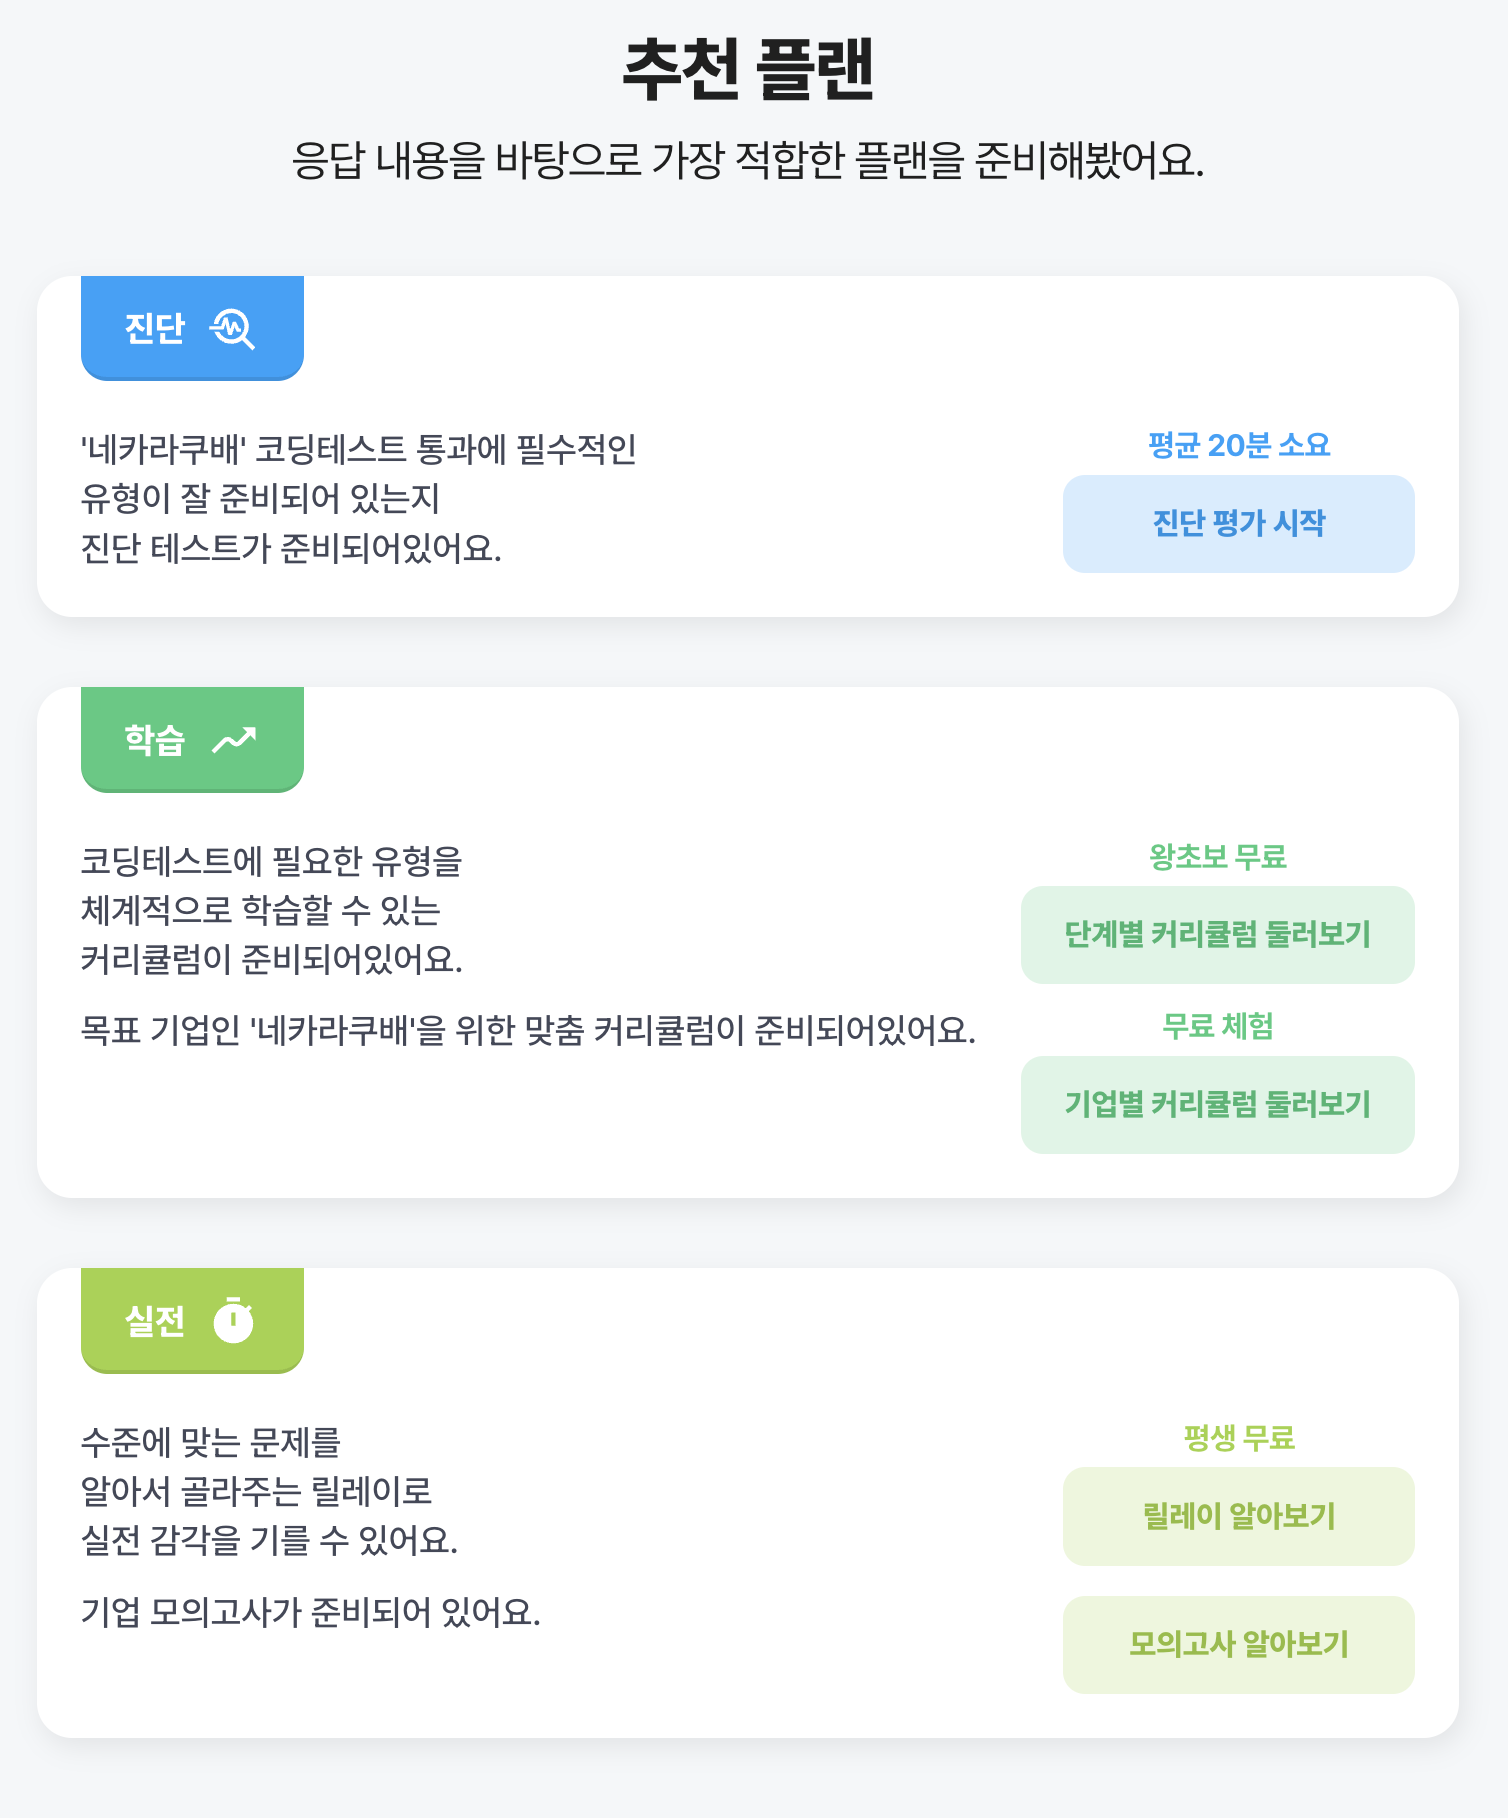 추천 플랜
응답 내용을 바탕으로 가장 적합한 플랜을 준비해봤어요.
진단
'네카라쿠배' 코딩테스트 통과에 필수적인
유형이 잘 준비되어 있는지
진단 테스트가 준비되어있어요.
평균 20분 소요
진단 평가 시작
학습
코딩테스트에 필요한 유형을
체계적으로 학습할 수 있는
커리큘럼이 준비되어있어요.
왕초보 무료
단계별 커리큘럼 둘러보기
목표 기업인 '네카라쿠배'을 위한 맞춤 커리큘럼이 준비되어있어요.
무료 체험
기업별 커리큘럼 둘러보기
실전
수준에 맞는 문제를
알아서 골라주는 릴레이로
실전 감각을 기를 수 있어요.
평생 무료
릴레이 알아보기
기업 모의고사가 준비되어 있어요.
모의고사 알아보기